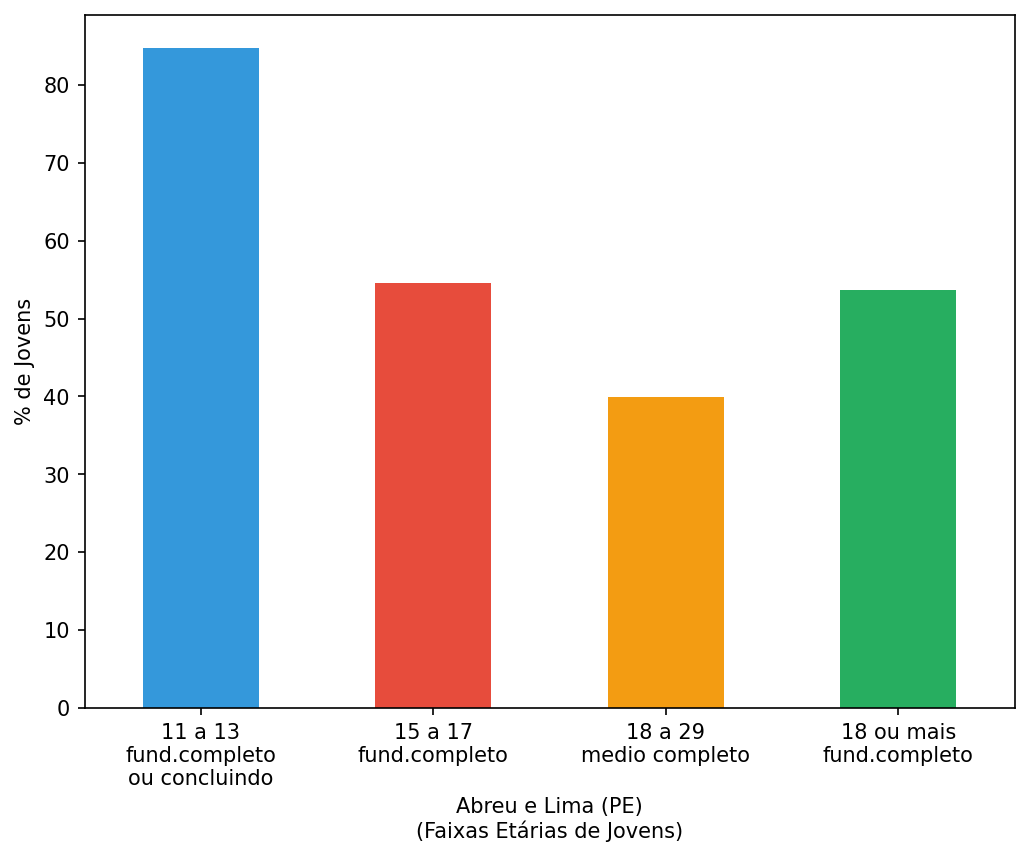 % de Jovens
80
70
60
50
40
30
20
10
0
11 a 13
fund.completo
ou concluindo
15 a 17
fund.completo
18 a 29
medio completo
18 ou mais
fund.completo
Abreu e Lima (PE)
(Faixas Etárias de Jovens)